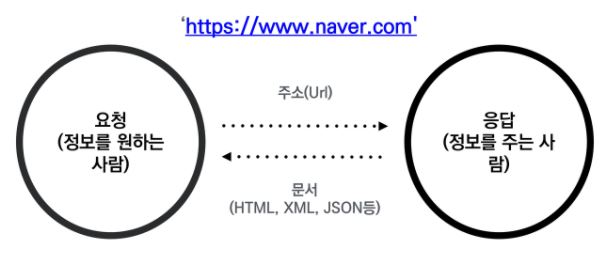 ‘https://www.naver.com'
주소(Url)
요청
(정보를 원하는
사람)
응답
(정보를 주는 사
람)
문서
(HTML, XML, JSON등)